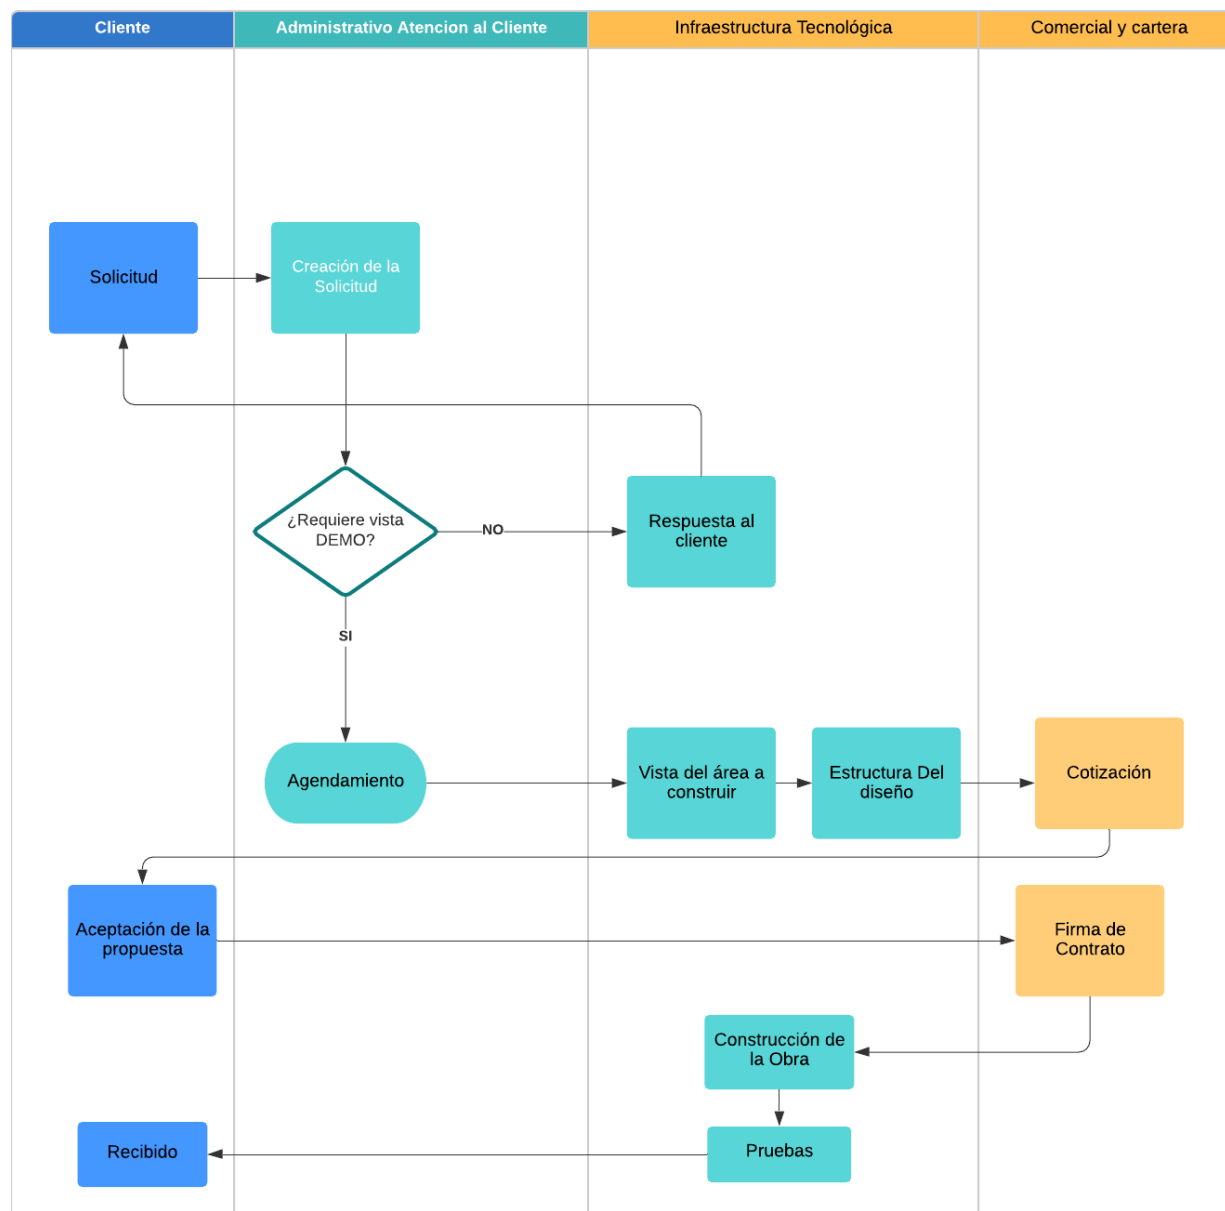 Cliente
Administrativo Atencion al Cliente
Infraestructura Tecnológica
Comercial y cartera
Solicitud
Creación de la
Solicitud
¿Requiere vista
DEMO?
NO
Respuesta al
cliente
SI
Agendamiento
Vista del área a
construir
Estructura Del
diseño
Cotización
Aceptación de la
propuesta
Firma de
Contrato
Construcción de
la Obra
Recibido
Pruebas